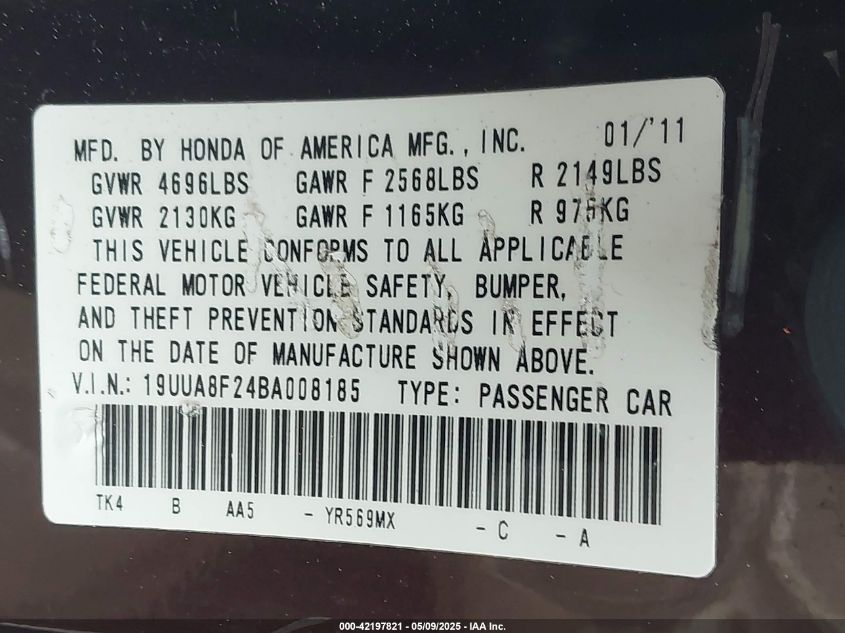 MFD. BY HONDA OF AMERICA MFG., INC. 01/'11
GVWR 4696LBS GAWR F 2568LBS R 2149LBS
GVWR 2130KG GAWR F 1165KG R 975KG
THIS VEHICLE CONFORMS TO ALL APPLICABLE
FEDERAL MOTOR VEHICLE SAFETY, BUMPER,
AND THEFT PREVENTION STANDARDS IN EFFECT
ON THE DATE OF MANUFACTURE SHOWN ABOVE.
V.I.N.: 19UUA8F24BA008185 TYPE: PASSENGER CAR
TK4 B AA5 - YR569MX - C - A
000-42197821 - 05/09/2025 - IAA Inc.